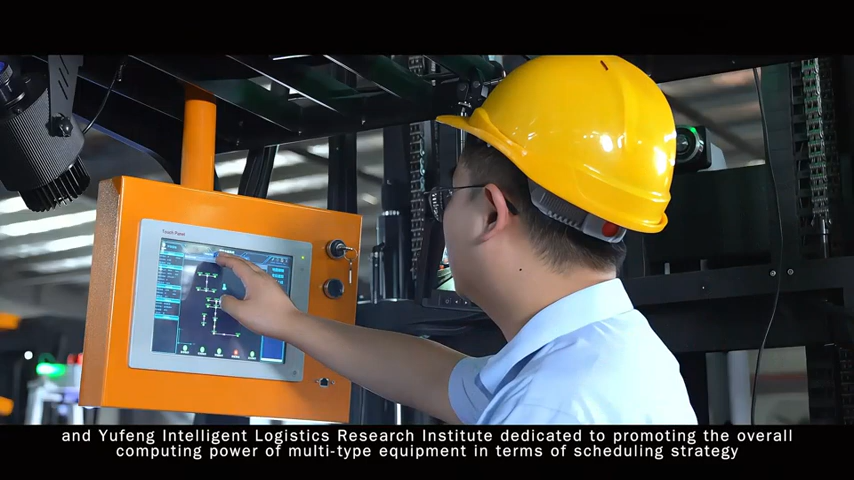 Touch Panel
and Yufeng Intelligent Logistics Research Institute dedicated to promoting the overall
computing power of multi-type equipment in terms of scheduling strategy